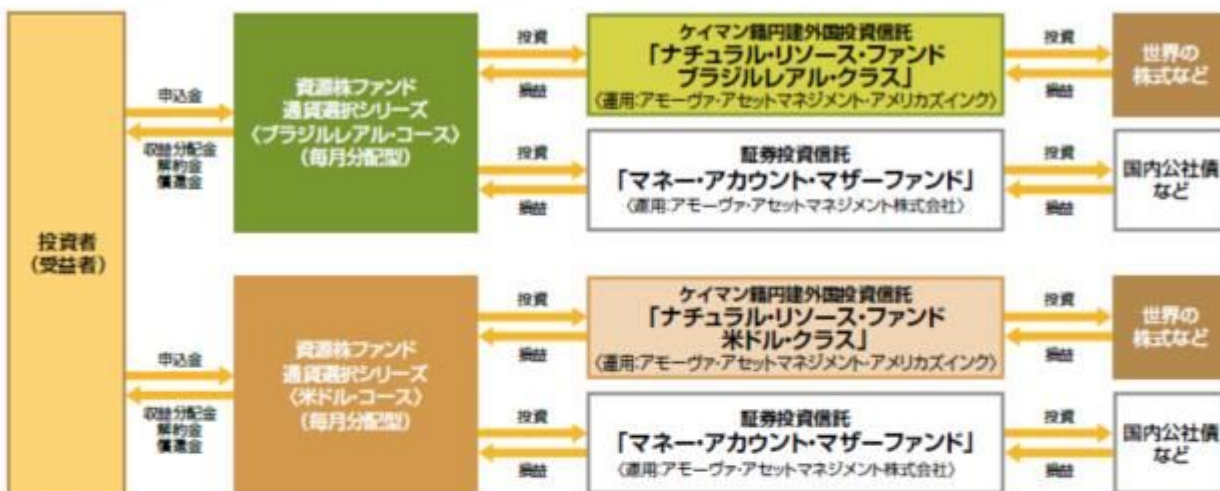 投資者
(受益者)
申込金
収益分配金
解約金
償還金
資源株ファンド
通貨選択シリーズ
〈ブラジルレアル・コース〉
(毎月分配型)
投資
損益
ケイマン籍円建外国投資信託
「ナチュラル・リソース・ファンド
ブラジルレアル・クラス」
〈運用:アモーヴァ・アセットマネジメント・アメリカズインク〉
投資
損益
世界の
株式など
投資
損益
証券投資信託
「マネー・アカウント・マザーファンド」
〈運用:アモーヴァ・アセットマネジメント株式会社〉
投資
損益
国内公社債
など
申込金
収益分配金
解約金
償還金
資源株ファンド
通貨選択シリーズ
〈米ドル・コース〉
(毎月分配型)
投資
損益
ケイマン籍円建外国投資信託
「ナチュラル・リソース・ファンド
米ドル・クラス」
〈運用:アモーヴァ・アセットマネジメント・アメリカズインク〉
投資
損益
世界の
株式など
投資
損益
証券投資信託
「マネー・アカウント・マザーファンド」
〈運用:アモーヴァ・アセットマネジメント株式会社〉
投資
損益
国内公社債
など